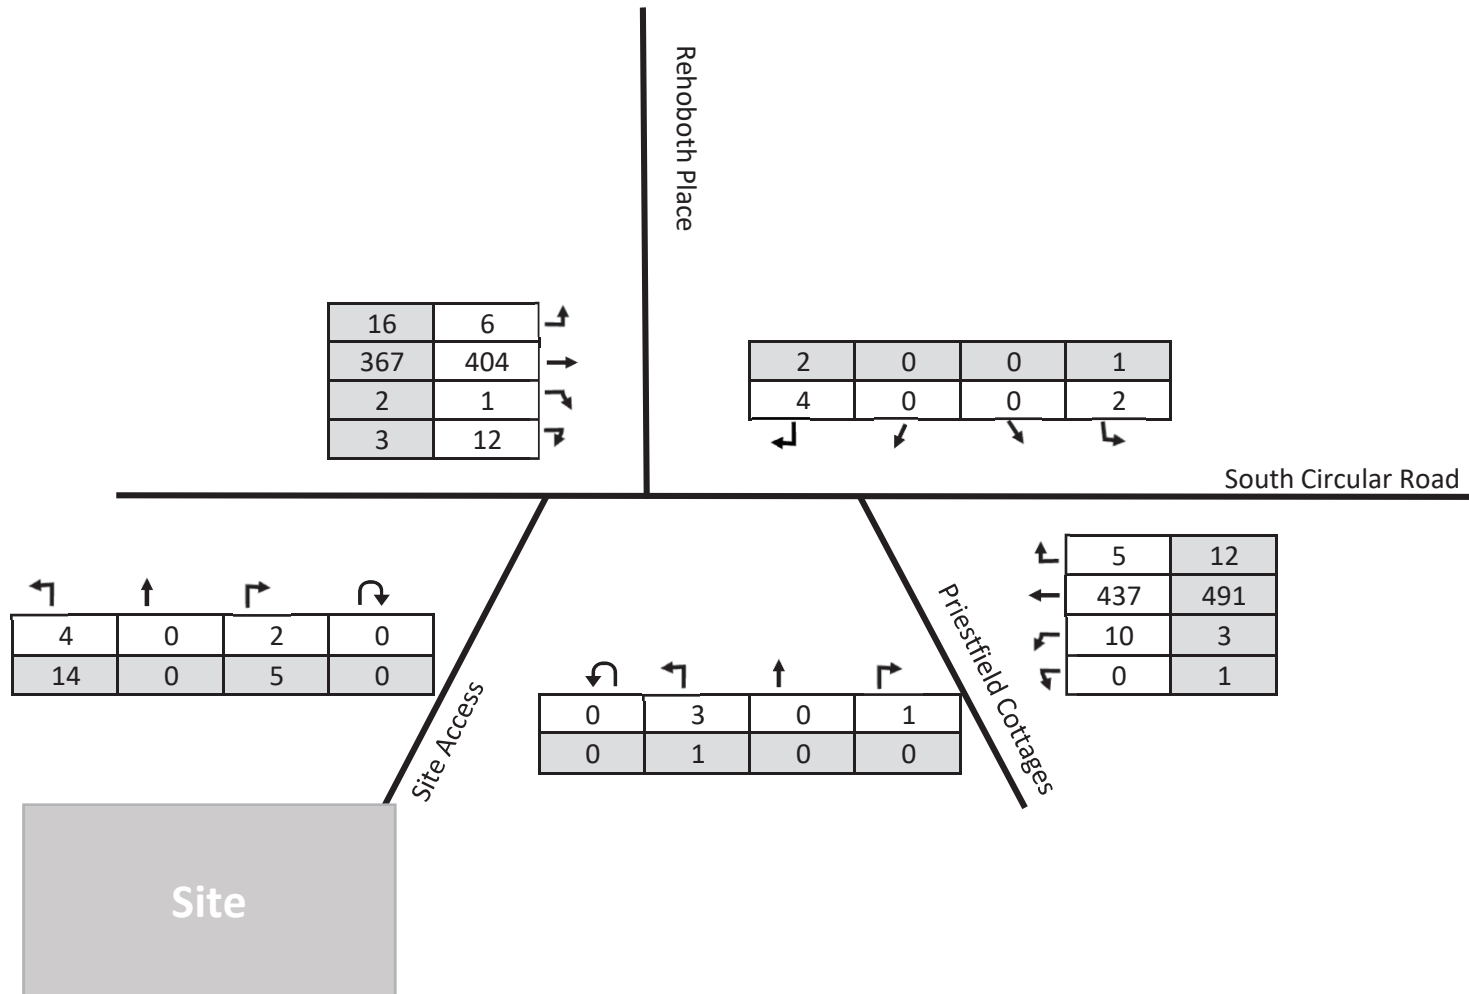 Rehoboth Place
16 6
367 404
2 1
3 12
2 0 0 1
4 0 0 2
South Circular Road
5 12
437 491
10 3
0 1
4 0 2 0
14 0 5 0
Site Access
0 3 0 1
0 1 0 0
Priestfield Cottages
Site